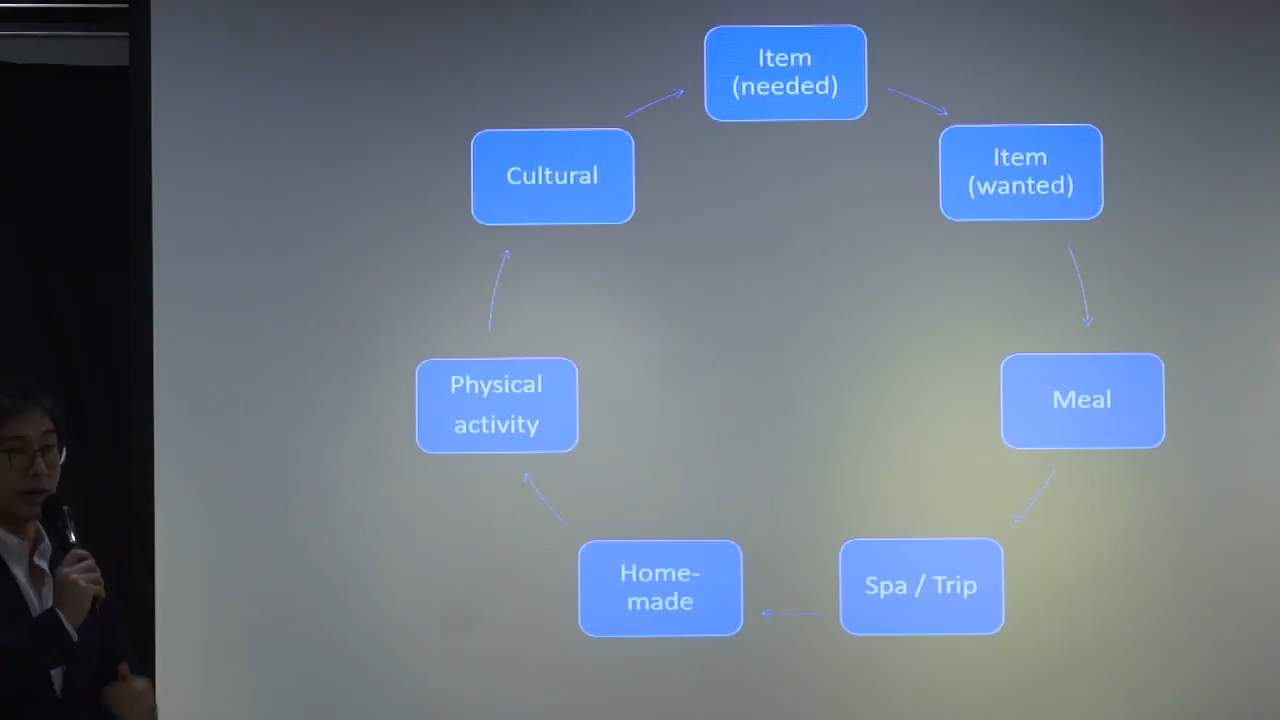 Item
(needed)
Item
(wanted)
Meal
Spa / Trip
Home-
made
Physical
activity
Cultural